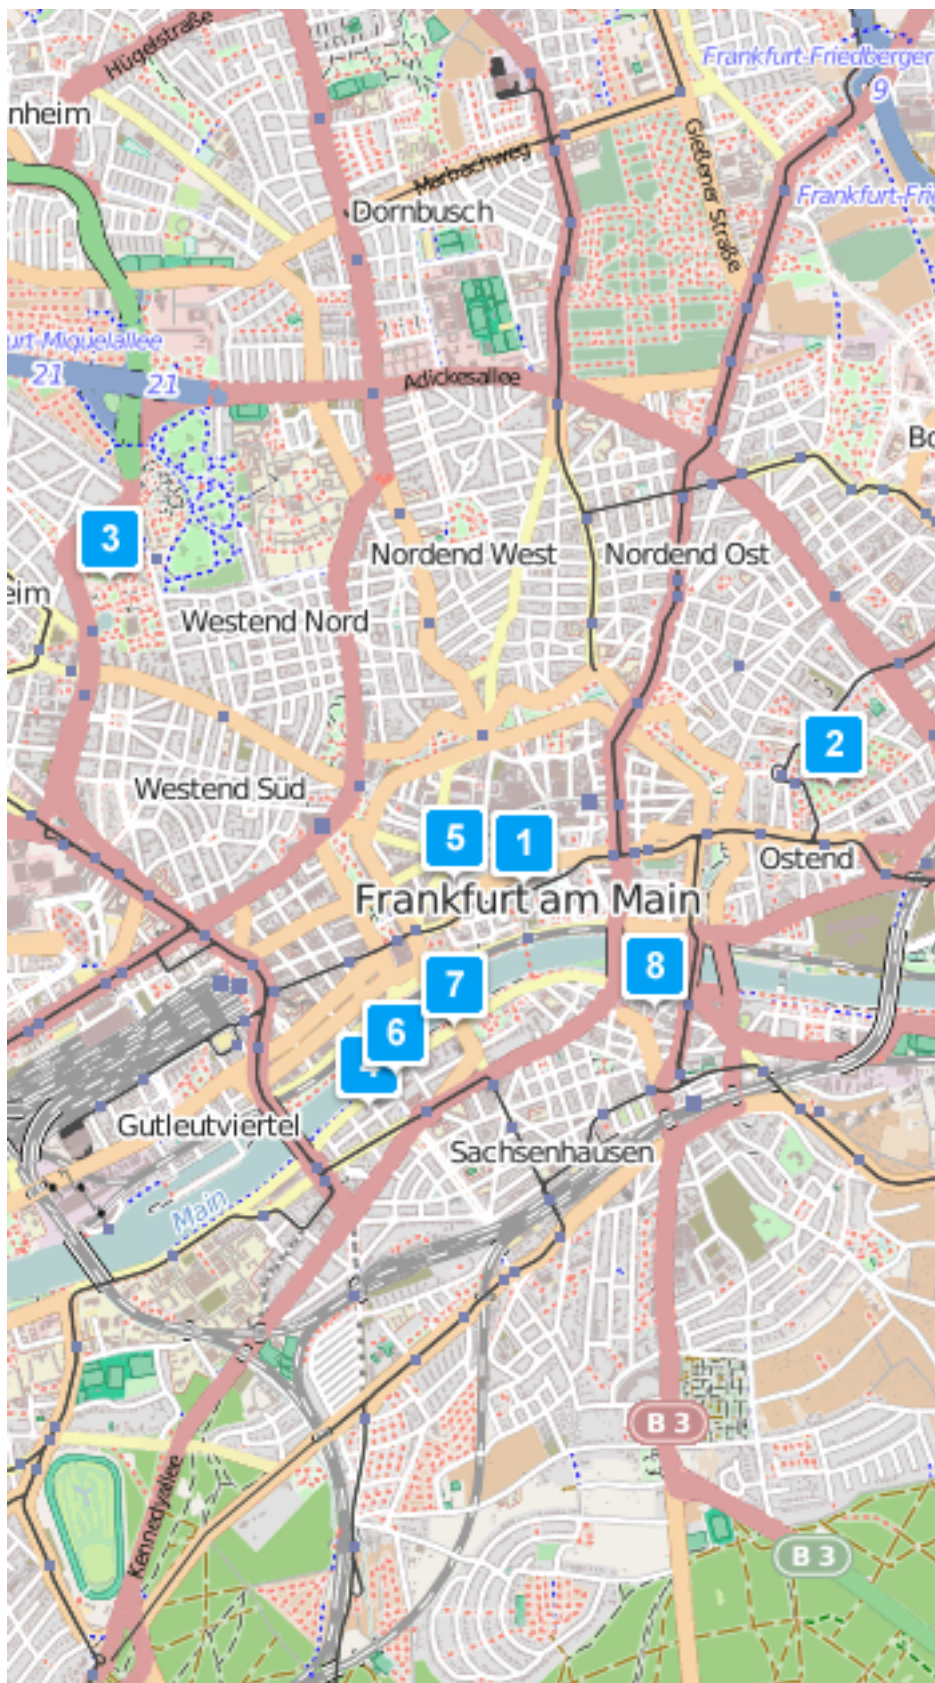 Hügelstraße
Frankfurt-Friedberger
9
nheim
Marbachweg
Gießener Straße
Frankfurt-Frie
Dornbusch
urt-Miquelallee
21
21
Adickesallee
Bo
3
Nordend West
Nordend Ost
eim
Westend Nord
2
Westend Süd
5
1
Ostend
Frankfurt am Main
8
7
6
4
Gutleutviertel
Sachsenhausen
Main
B 3
Kennedyallee
B 3